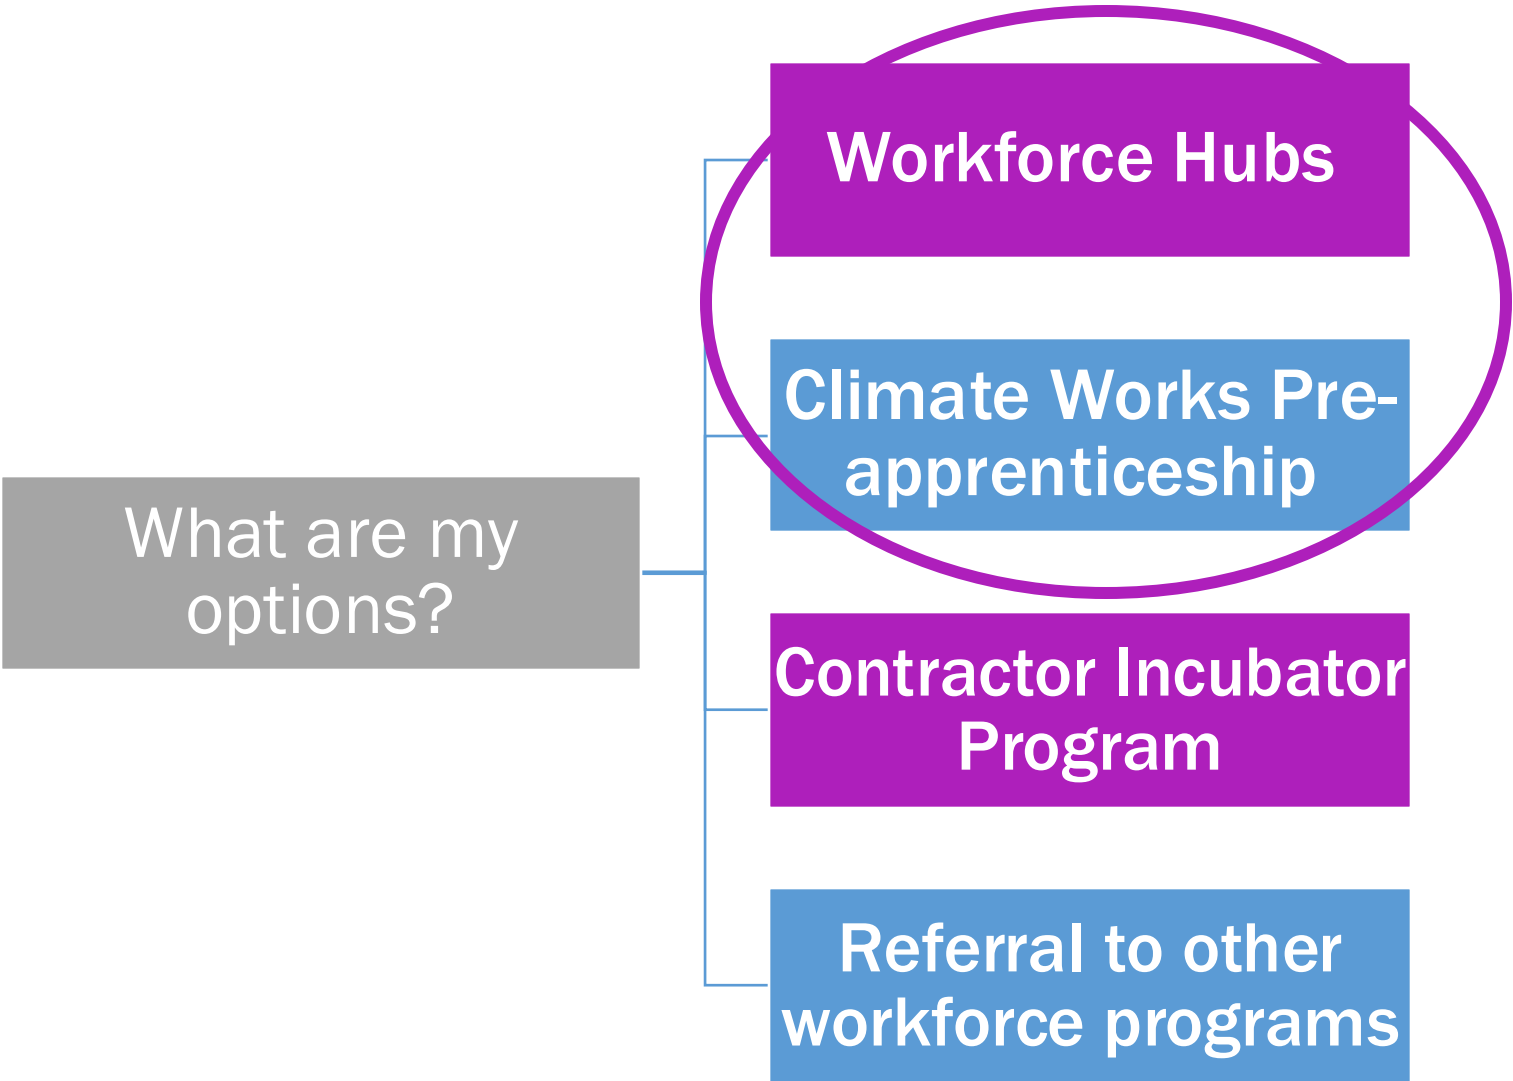 What are my
options?
Workforce Hubs
Climate Works Pre-
apprenticeship
Contractor Incubator
Program
Referral to other
workforce programs